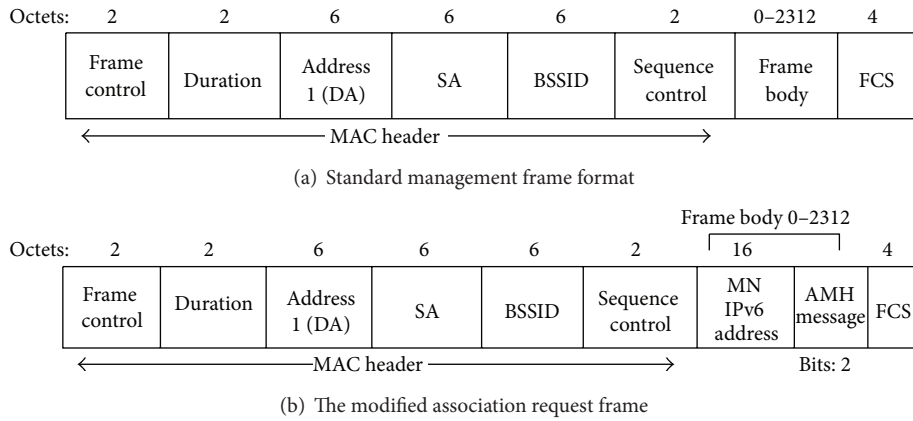 Octets: 2 2 6 6 6 2 0–2312 4
Frame control
Duration
Address 1 (DA)
SA
BSSID
Sequence control
Frame body
FCS
MAC header
(a) Standard management frame format
Frame body 0–2312
Octets: 2 2 6 6 6 2 16 4
Frame control
Duration
Address 1 (DA)
SA
BSSID
Sequence control
MN IPv6 address
AMH message
FCS
MAC header
Bits: 2
(b) The modified association request frame